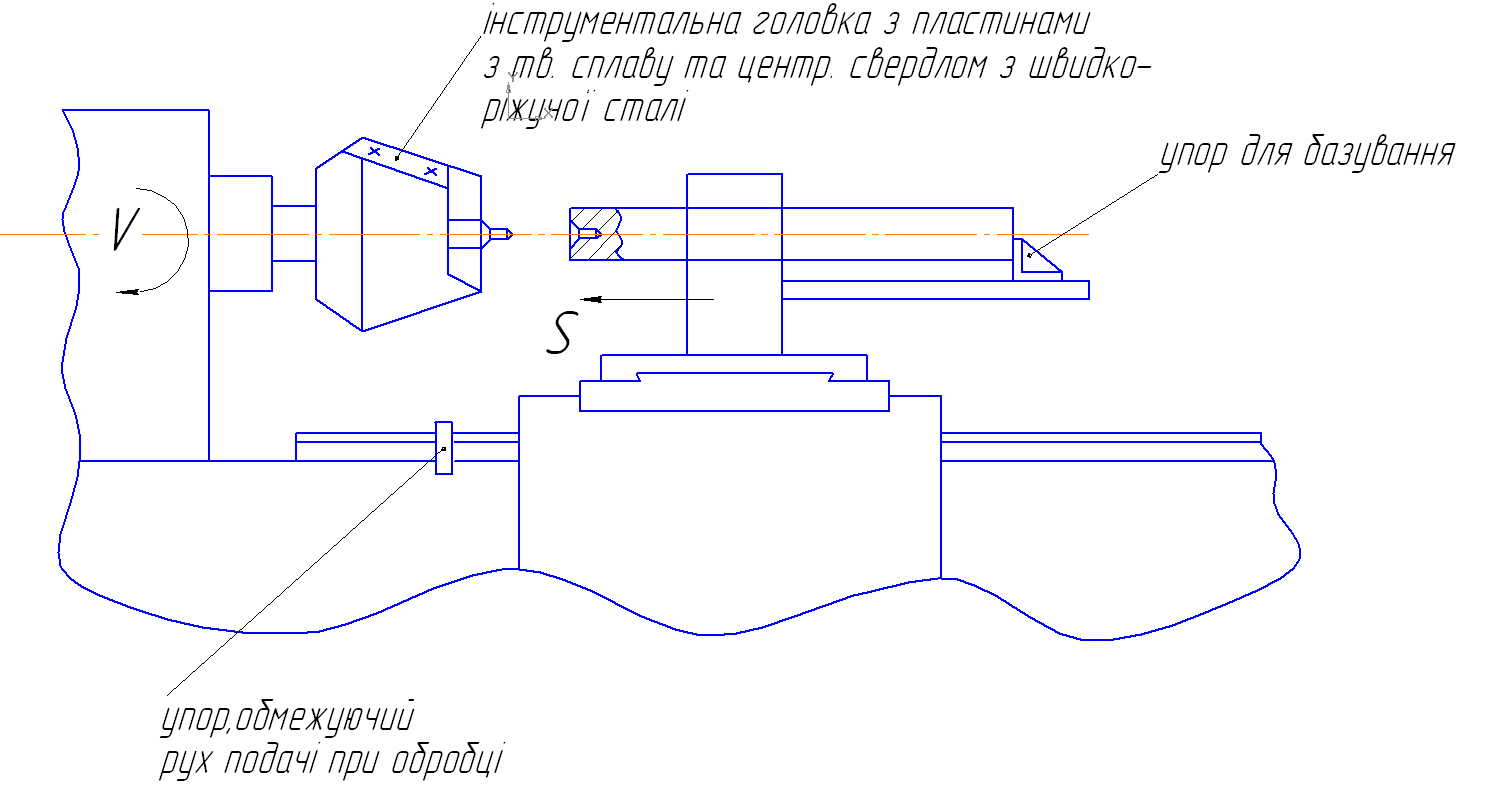 інструментальна головка з пластинами
з тв. сплаву та центр. свердлом з швидко-
ріжучої сталі
Y
X
упор для базування
V
S
упор,обмежуючий
рух подачі при обробці